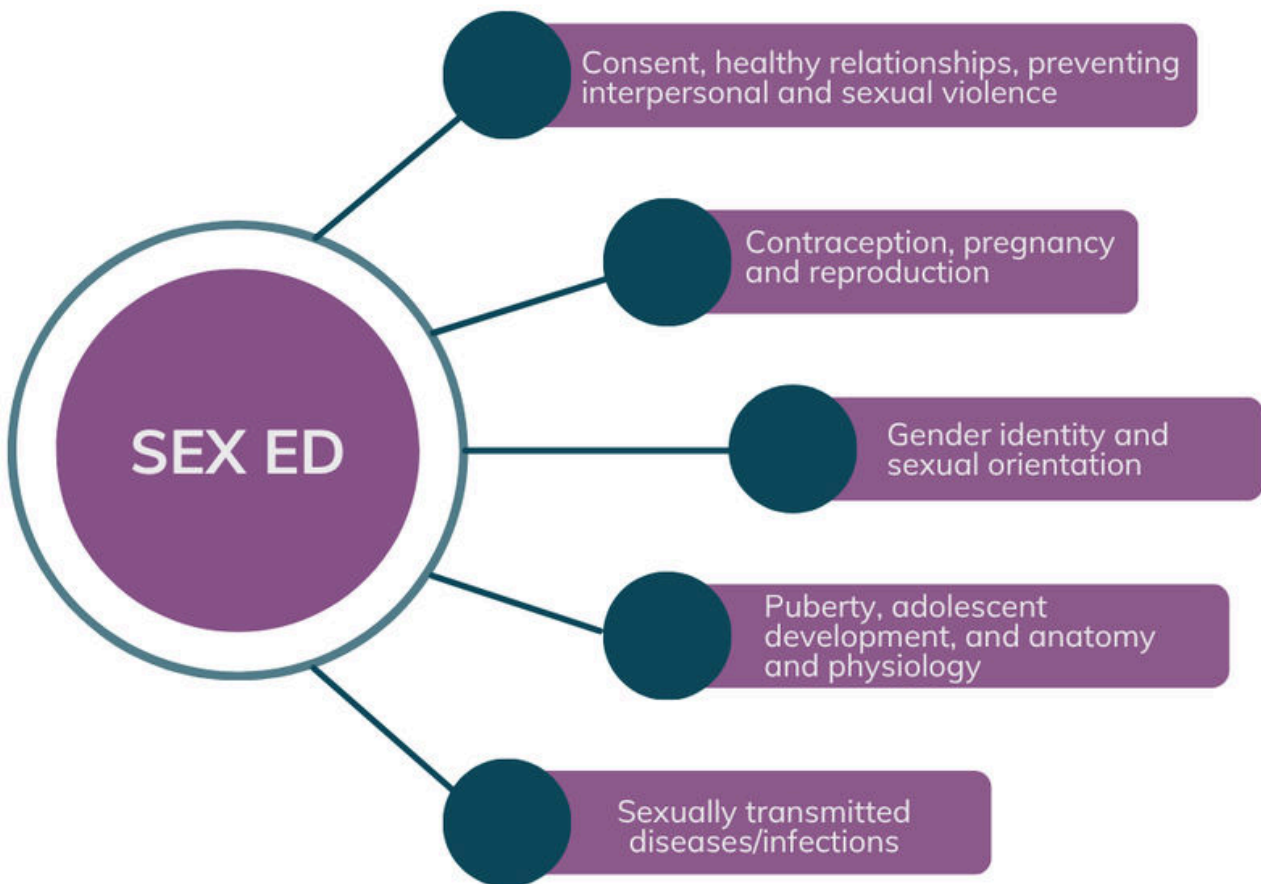 Consent, healthy relationships, preventing
interpersonal and sexual violence
Contraception, pregnancy
and reproduction
SEX ED
Gender identity and
sexual orientation
Puberty, adolescent
development, and anatomy
and physiology
Sexually transmitted
diseases/infections